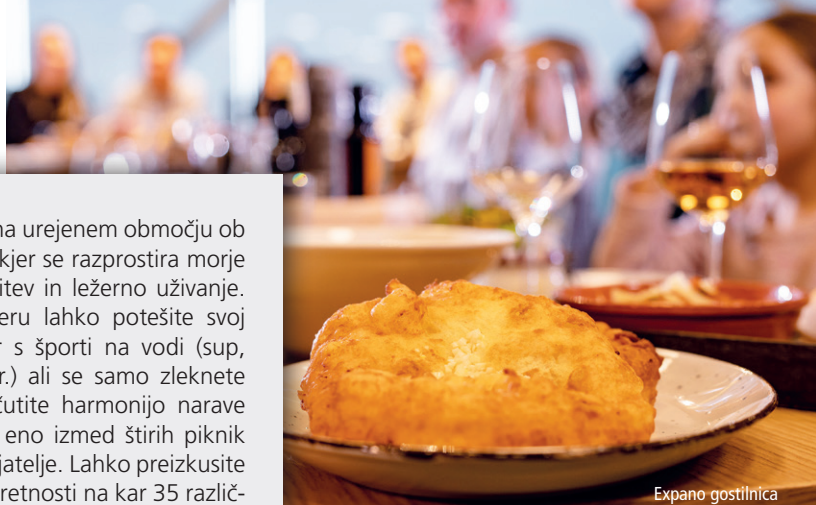 na urejenem območju ob
kjer se razprostira morje
itev in ležerno uživanje.
eru lahko potešite svoj
r s športi na vodi (sup,
r.) ali se samo zleknete
čutite harmonijo narave
eno izmed štirih piknik
jatelje. Lahko preizkusite
retnosti na kar 35 različ-
Expano gostilnica